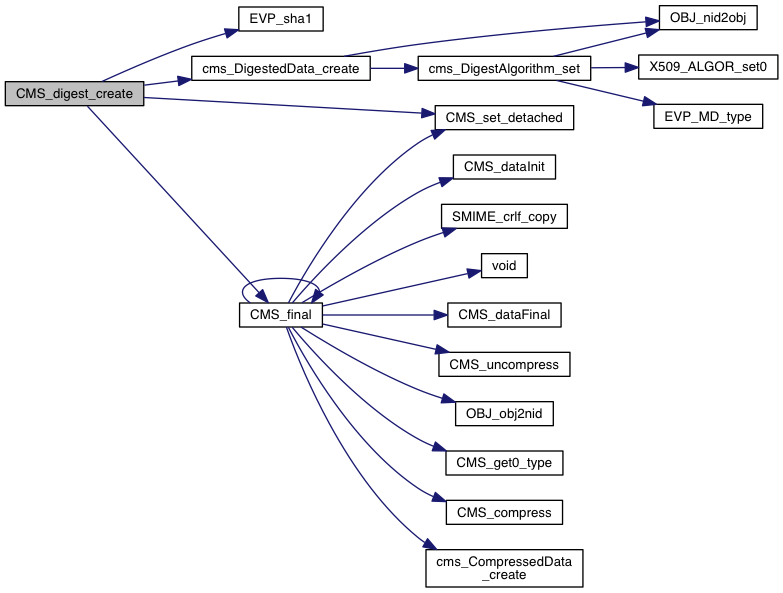 EVP_sha1
OBJ_nid2obj
cms_DigestedData_create
cms_DigestAlgorithm_set
X509_ALGOR_set0
CMS_digest_create
CMS_set_detached
EVP_MD_type
CMS_dataInit
SMIME_crlf_copy
void
CMS_final
CMS_dataFinal
CMS_uncompress
OBJ_obj2nid
CMS_get0_type
CMS_compress
cms_CompressedData
_create